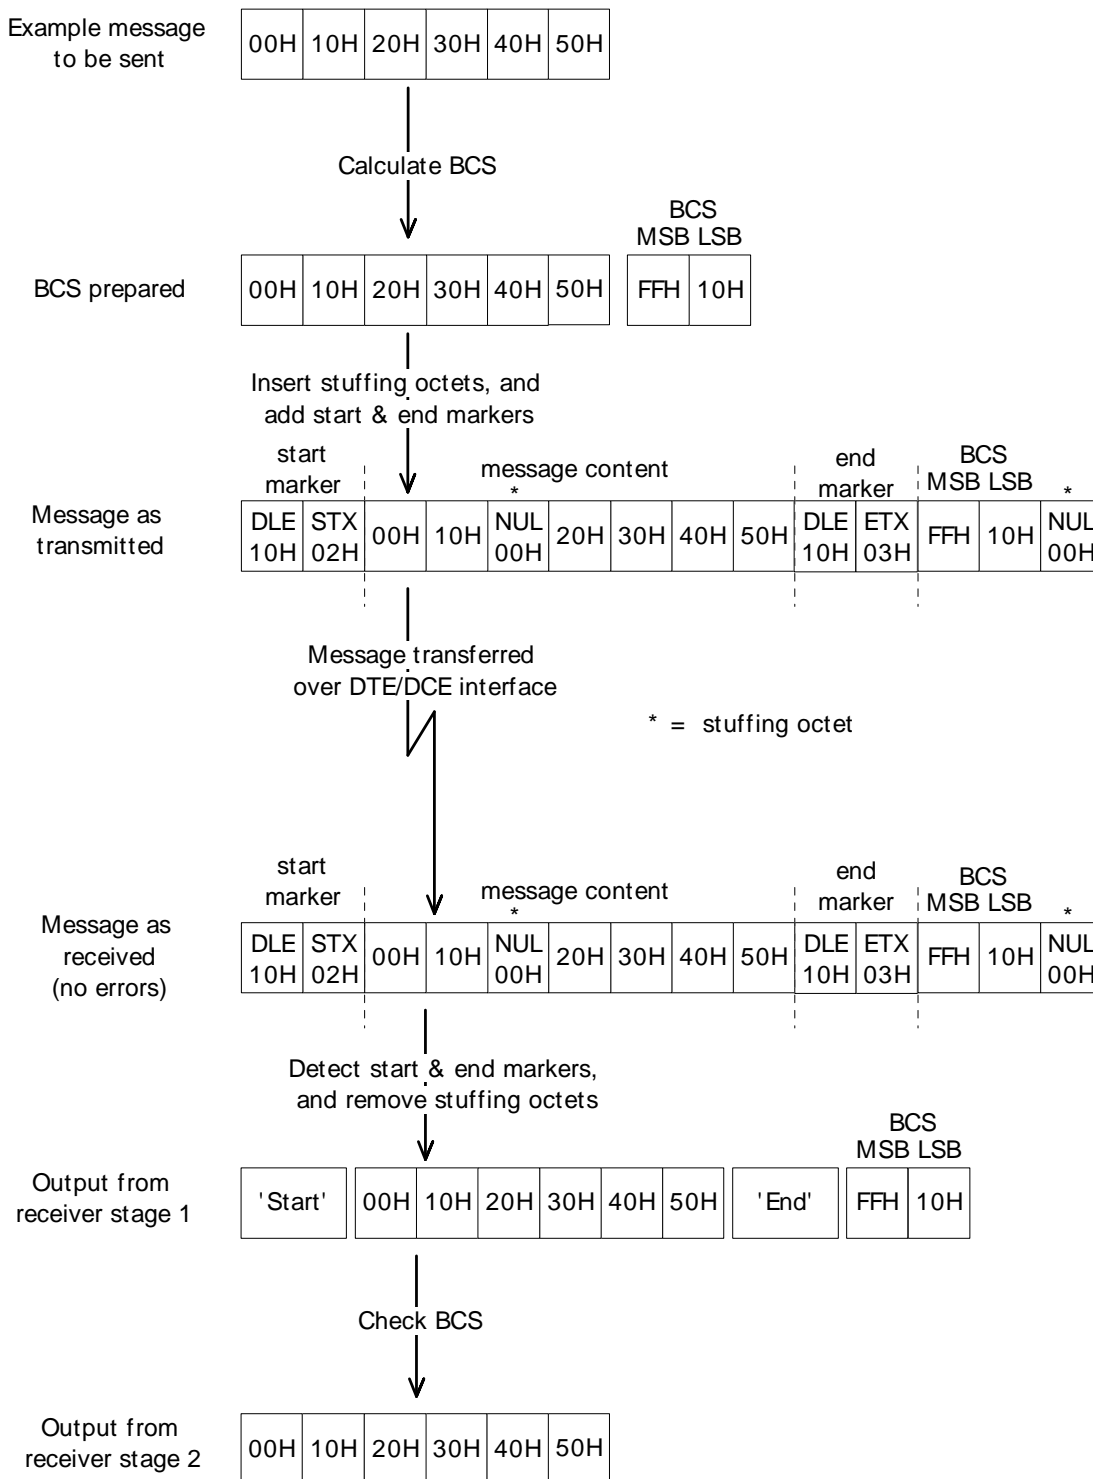 Example message
to be sent
00H 10H 20H 30H 40H 50H
Calculate BCS
BCS
MSB LSB
BCS prepared
00H 10H 20H 30H 40H 50H FFH 10H
Insert stuffing octets, and
add start & end markers
start
marker
message content
end
marker
BCS
MSB LSB
* *
Message as
transmitted
DLE STX 00H 10H NUL 20H 30H 40H 50H DLE ETX FFH 10H NUL
10H 02H 00H 10H 03H 00H
Message transferred
over DTE/DCE interface
* = stuffing octet
start
marker
message content
end
marker
BCS
MSB LSB
* *
Message as
received
(no errors)
DLE STX 00H 10H NUL 20H 30H 40H 50H DLE ETX FFH 10H NUL
10H 02H 00H 10H 03H 00H
Detect start & end markers,
and remove stuffing octets
BCS
MSB LSB
Output from
receiver stage 1
'Start' 00H 10H 20H 30H 40H 50H 'End' FFH 10H
Check BCS
Output from
receiver stage 2
00H 10H 20H 30H 40H 50H